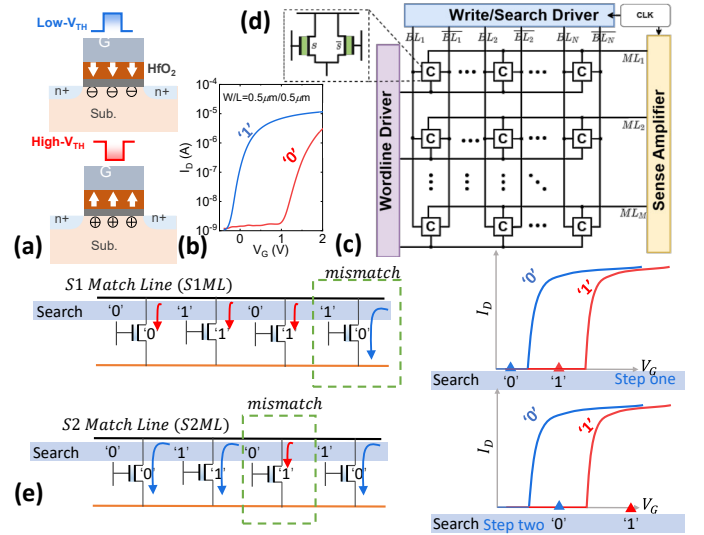 (a)
Low-VTH
G
HfO2
⊖ ⊖ ⊖
n+
n+
Sub.
High-VTH
G
⊕ ⊕ ⊕
n+
n+
Sub.
(b)
W/L=0.5μm/0.5μm
10-4
10-5
10-6
10-7
10-8
10-9
ID (A)
'1'
'0'
0
1
2
VG (V)
(d)
s
s̅
(c)
Write/Search Driver
CLK
BL1 B̅L̅1̅ BL2 B̅L̅2̅ BLN B̅L̅N̅
Wordline Driver
Sense Amplifier
C C C
ML1
C C C
ML2
C C C
MLM
(e)
S1 Match Line (S1ML)
mismatch
Search '0' '1' '0' '1'
'0' '1' '1' '0'
S2 Match Line (S2ML)
mismatch
Search '0' '1' '0' '1'
'0' '1' '1' '0'
ID
'0'
'1'
VG
Search '0' '1' Step one
ID
'0'
'1'
VG
Search Step two '0' '1'